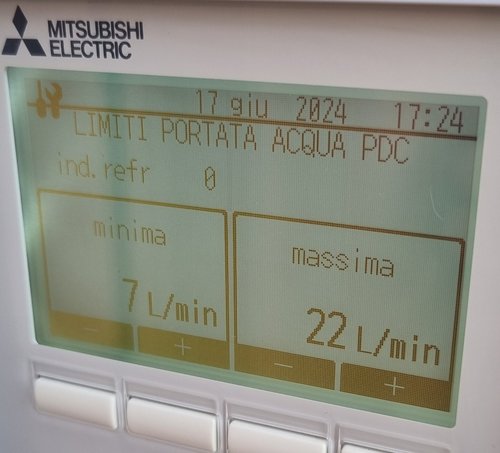 MITSUBISHI
ELECTRIC
17 giu 2024 17:24
LIMITI PORTATA ACQUA PDC
ind.refr 0
minima
7 L/min
massima
22 L/min
- + - +